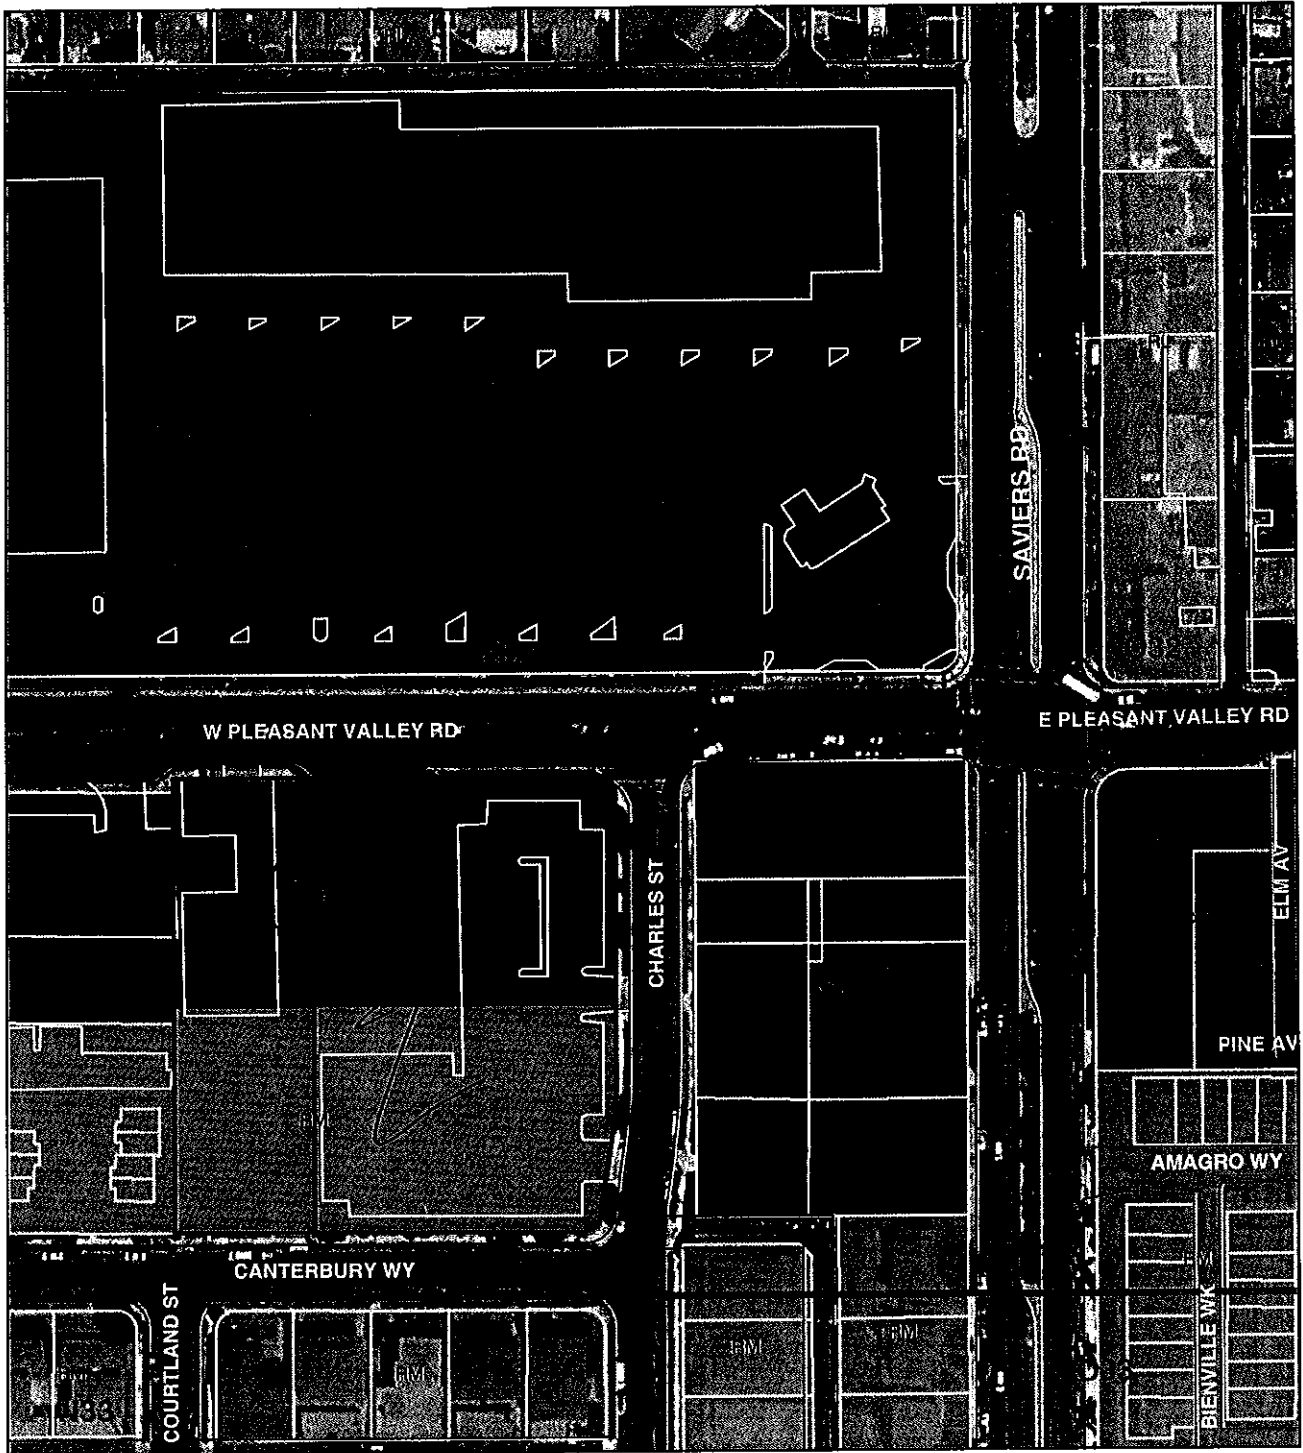 SAVIERS RD
W PLEASANT VALLEY RD
E PLEASANT VALLEY RD
CHARLES ST
ELM AV
PINE AV
AMAGRO WY
CANTERBURY WY
COURTLAND ST
BIENVILLE WK
RM
RM
RM